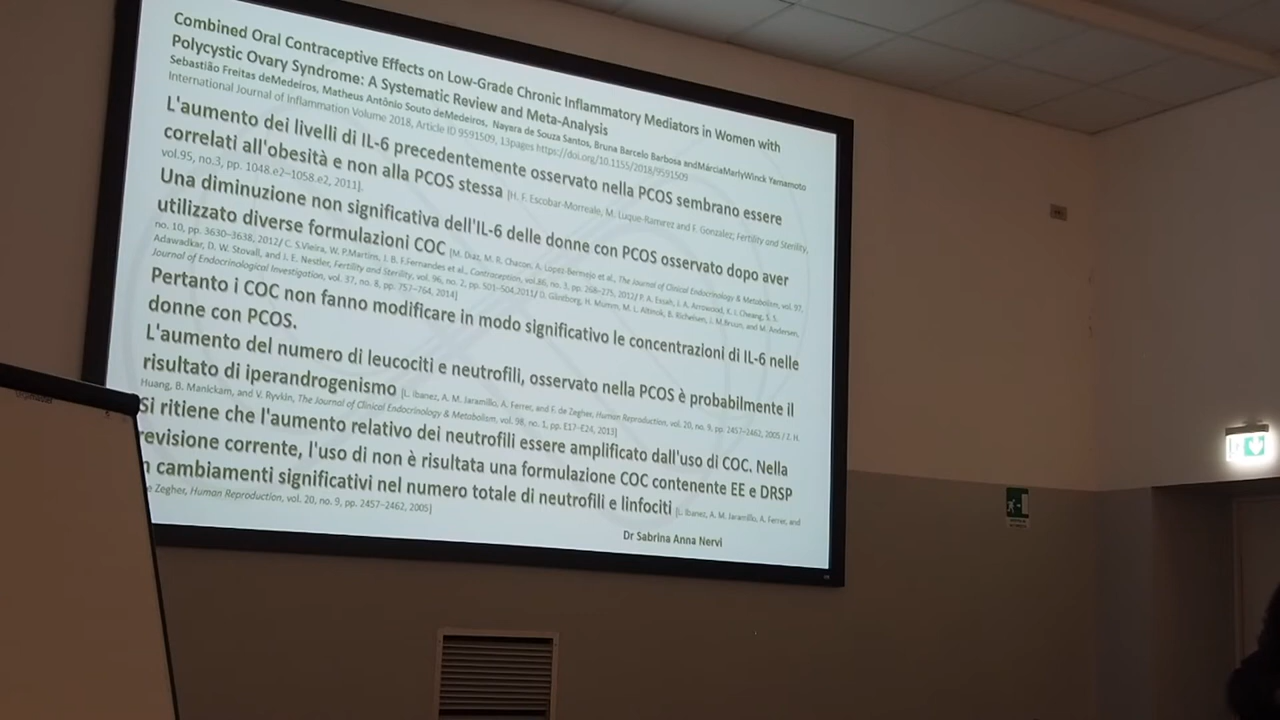 Combined Oral Contraceptive Effects on Low-Grade Chronic Inflammatory Mediators in Women with
Polycystic Ovary Syndrome: A Systematic Review and Meta-Analysis
Sebastião Freitas deMedeiros, Matheus Antônio Souto deMedeiros, Nayara de Souza Santos, Bruna Barcelo Barbosa andMárciaMarlyWinck Yamamoto
International Journal of Inflammation Volume 2018, Article ID 9591509, 13pages https://doi.org/10.1155/2018/9591509
L'aumento dei livelli di IL-6 precedentemente osservato nella PCOS sembrano essere
correlati all'obesità e non alla PCOS stessa [H. F. Escobar-Morreale, M. Luque-Ramırez and F. Gonzalez; Fertility and Sterility,
vol.95, no.3, pp. 1048.e2–1058.e2, 2011].
Una diminuzione non significativa dell'IL-6 delle donne con PCOS osservato dopo aver
utilizzato diverse formulazioni COC [M. Diaz, M. R. Chacon, A. Lopez-Bermejo et al., The Journal of Clinical Endocrinology & Metabolism, vol. 97,
no. 10, pp. 3630–3638, 2012/ C. S.Vieira, W. P.Martins, J. B. F.Fernandes et al., Contraception, vol.86, no. 3, pp. 268–275, 2012/ P. A. Essah, J. A. Arrowood, K. I. Cheang, S. S.
Adawadkar, D. W. Stovall, and J. E. Nestler, Fertility and Sterility, vol. 96, no. 2, pp. 501–504,2011/ D. Glintborg, H. Mumm, M. L. Altinok, B. Richelsen, J. M.Bruun, and M. Andersen,
Journal of Endocrinological Investigation, vol. 37, no. 8, pp. 757–764, 2014]
Pertanto i COC non fanno modificare in modo significativo le concentrazioni di IL-6 nelle
donne con PCOS.
L'aumento del numero di leucociti e neutrofili, osservato nella PCOS è probabilmente il
risultato di iperandrogenismo [L. Ibanez, A. M. Jaramillo, A. Ferrer, and F. de Zegher, Human Reproduction, vol. 20, no. 9, pp. 2457–2462, 2005 / Z. H.
Huang, B. Manickam, and V. Ryvkin, The Journal of Clinical Endocrinology & Metabolism, vol. 98, no. 1, pp. E17–E24, 2013]
Si ritiene che l'aumento relativo dei neutrofili essere amplificato dall'uso di COC. Nella
revisione corrente, l'uso di non è risultata una formulazione COC contenente EE e DRSP
n cambiamenti significativi nel numero totale di neutrofili e linfociti [L. Ibanez, A. M. Jaramillo, A. Ferrer, and
e Zegher, Human Reproduction, vol. 20, no. 9, pp. 2457–2462, 2005]
Dr Sabrina Anna Nervi